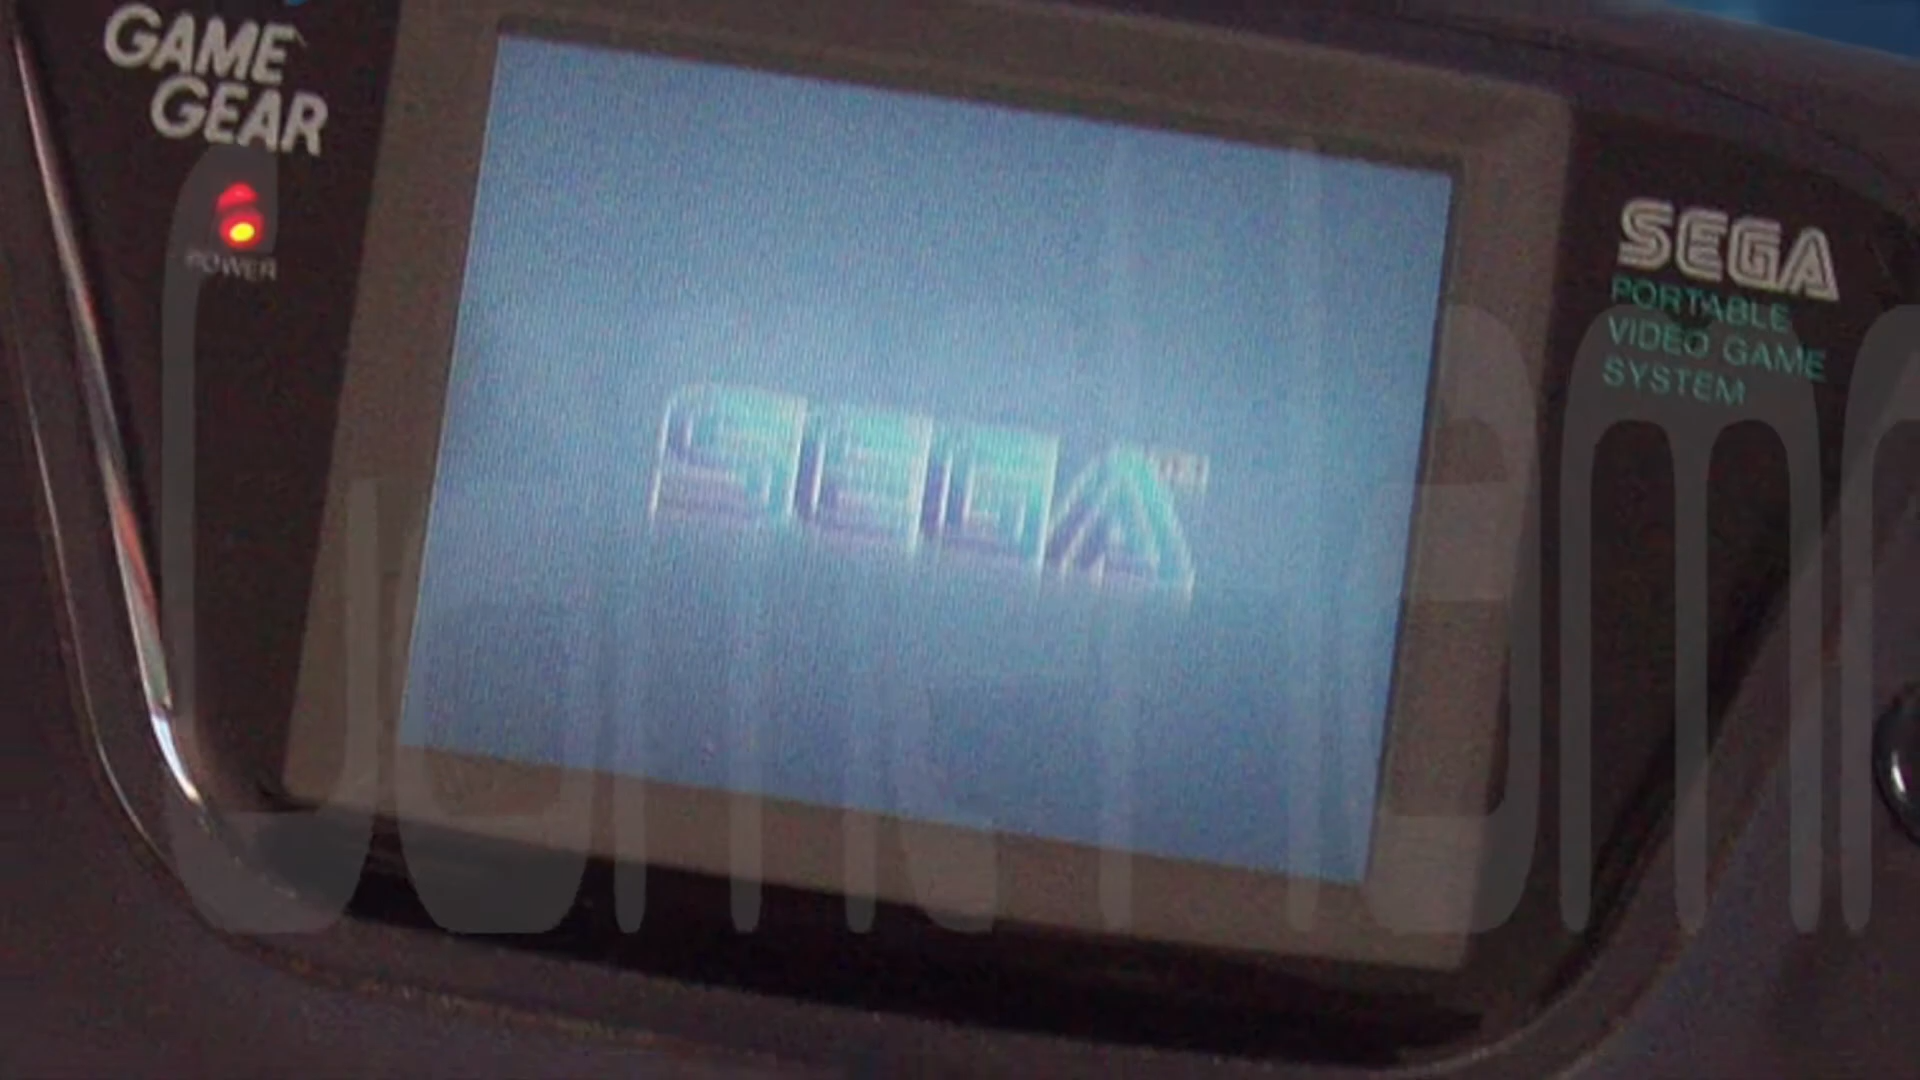 GAME
GEAR
POWER
SEGA
SEGA
PORTABLE
VIDEO GAME
SYSTEM